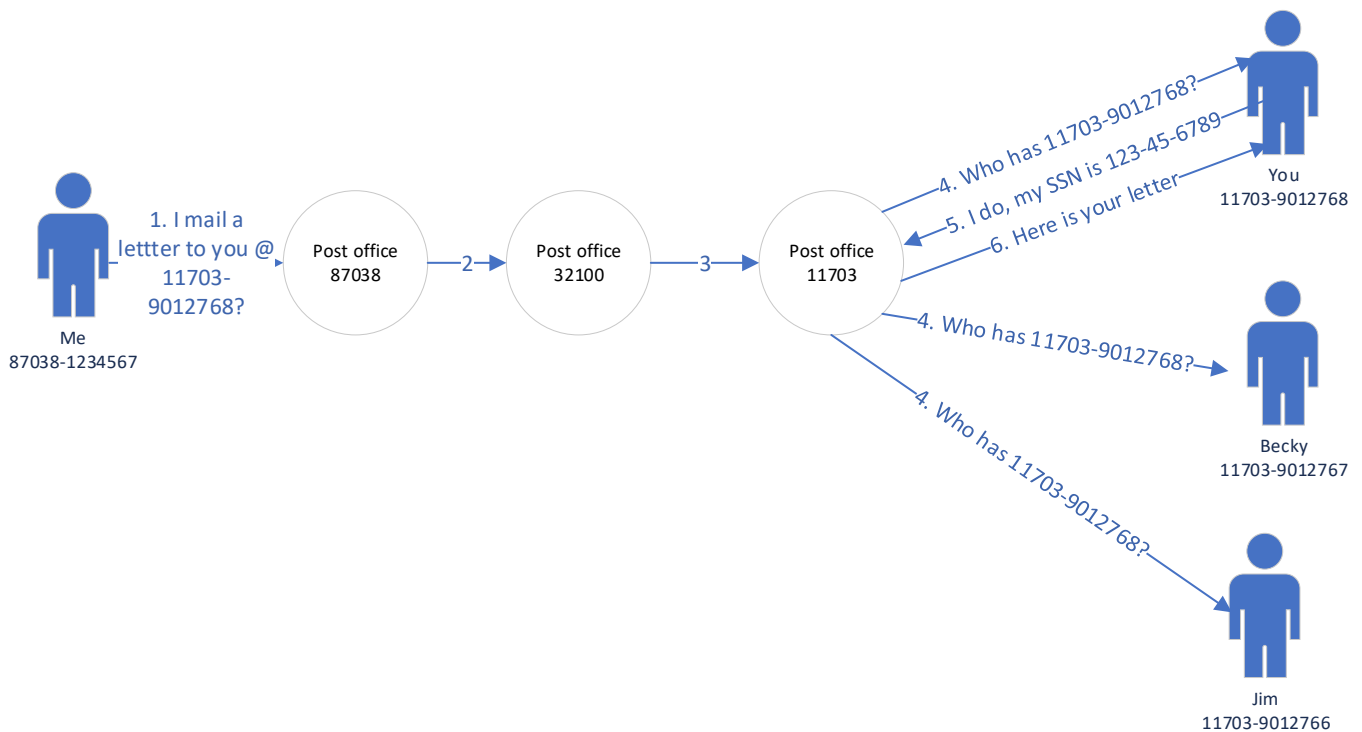 1. I mail a
lettter to you @
11703-
9012768?
Me
87038-1234567
Post office
87038
2
Post office
32100
3
Post office
11703
4. Who has 11703-9012768?
5. I do, my SSN is 123-45-6789
6. Here is your letter
You
11703-9012768
4. Who has 11703-9012768?
Becky
11703-9012767
4. Who has 11703-9012768?
Jim
11703-9012766